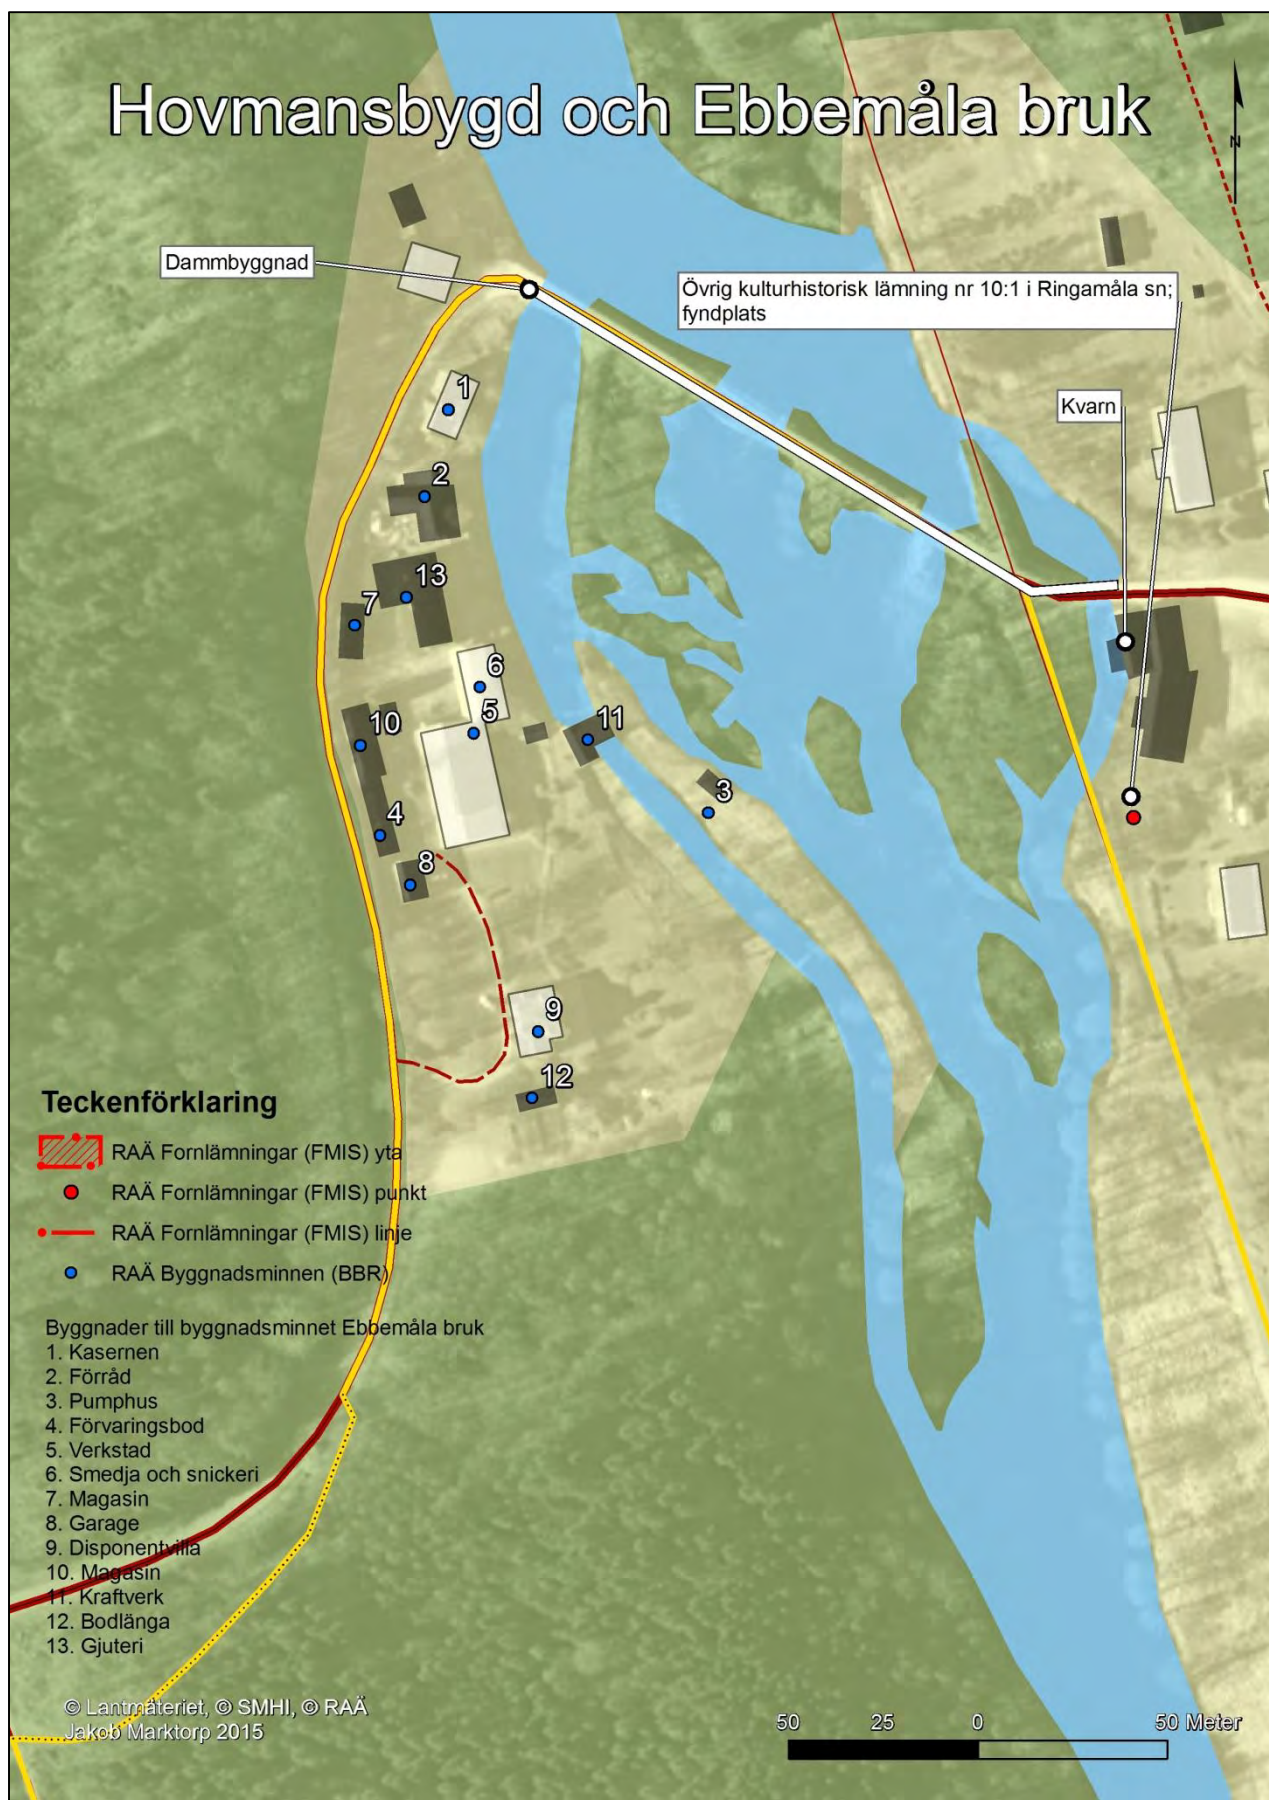 Hovmansbygd och Ebbemåla bruk
N
Dammbyggnad
Övrig kulturhistorisk lämning nr 10:1 i Ringamåla sn;
fyndplats
Kvarn
1
2
13
7
6
5
10
11
3
4
8
9
12
Teckenförklaring
RAÄ Fornlämningar (FMIS) yta
RAÄ Fornlämningar (FMIS) punkt
RAÄ Fornlämningar (FMIS) linje
RAÄ Byggnadsminnen (BBR)
Byggnader till byggnadsminnet Ebbemåla bruk
1. Kasernen
2. Förråd
3. Pumphus
4. Förvaringsbod
5. Verkstad
6. Smedja och snickeri
7. Magasin
8. Garage
9. Disponentvilla
10. Magasin
11. Kraftverk
12. Bodlänga
13. Gjuteri
© Lantmäteriet, © SMHI, © RAÄ
Jakob Marktorp 2015
50 25 0 50 Meter